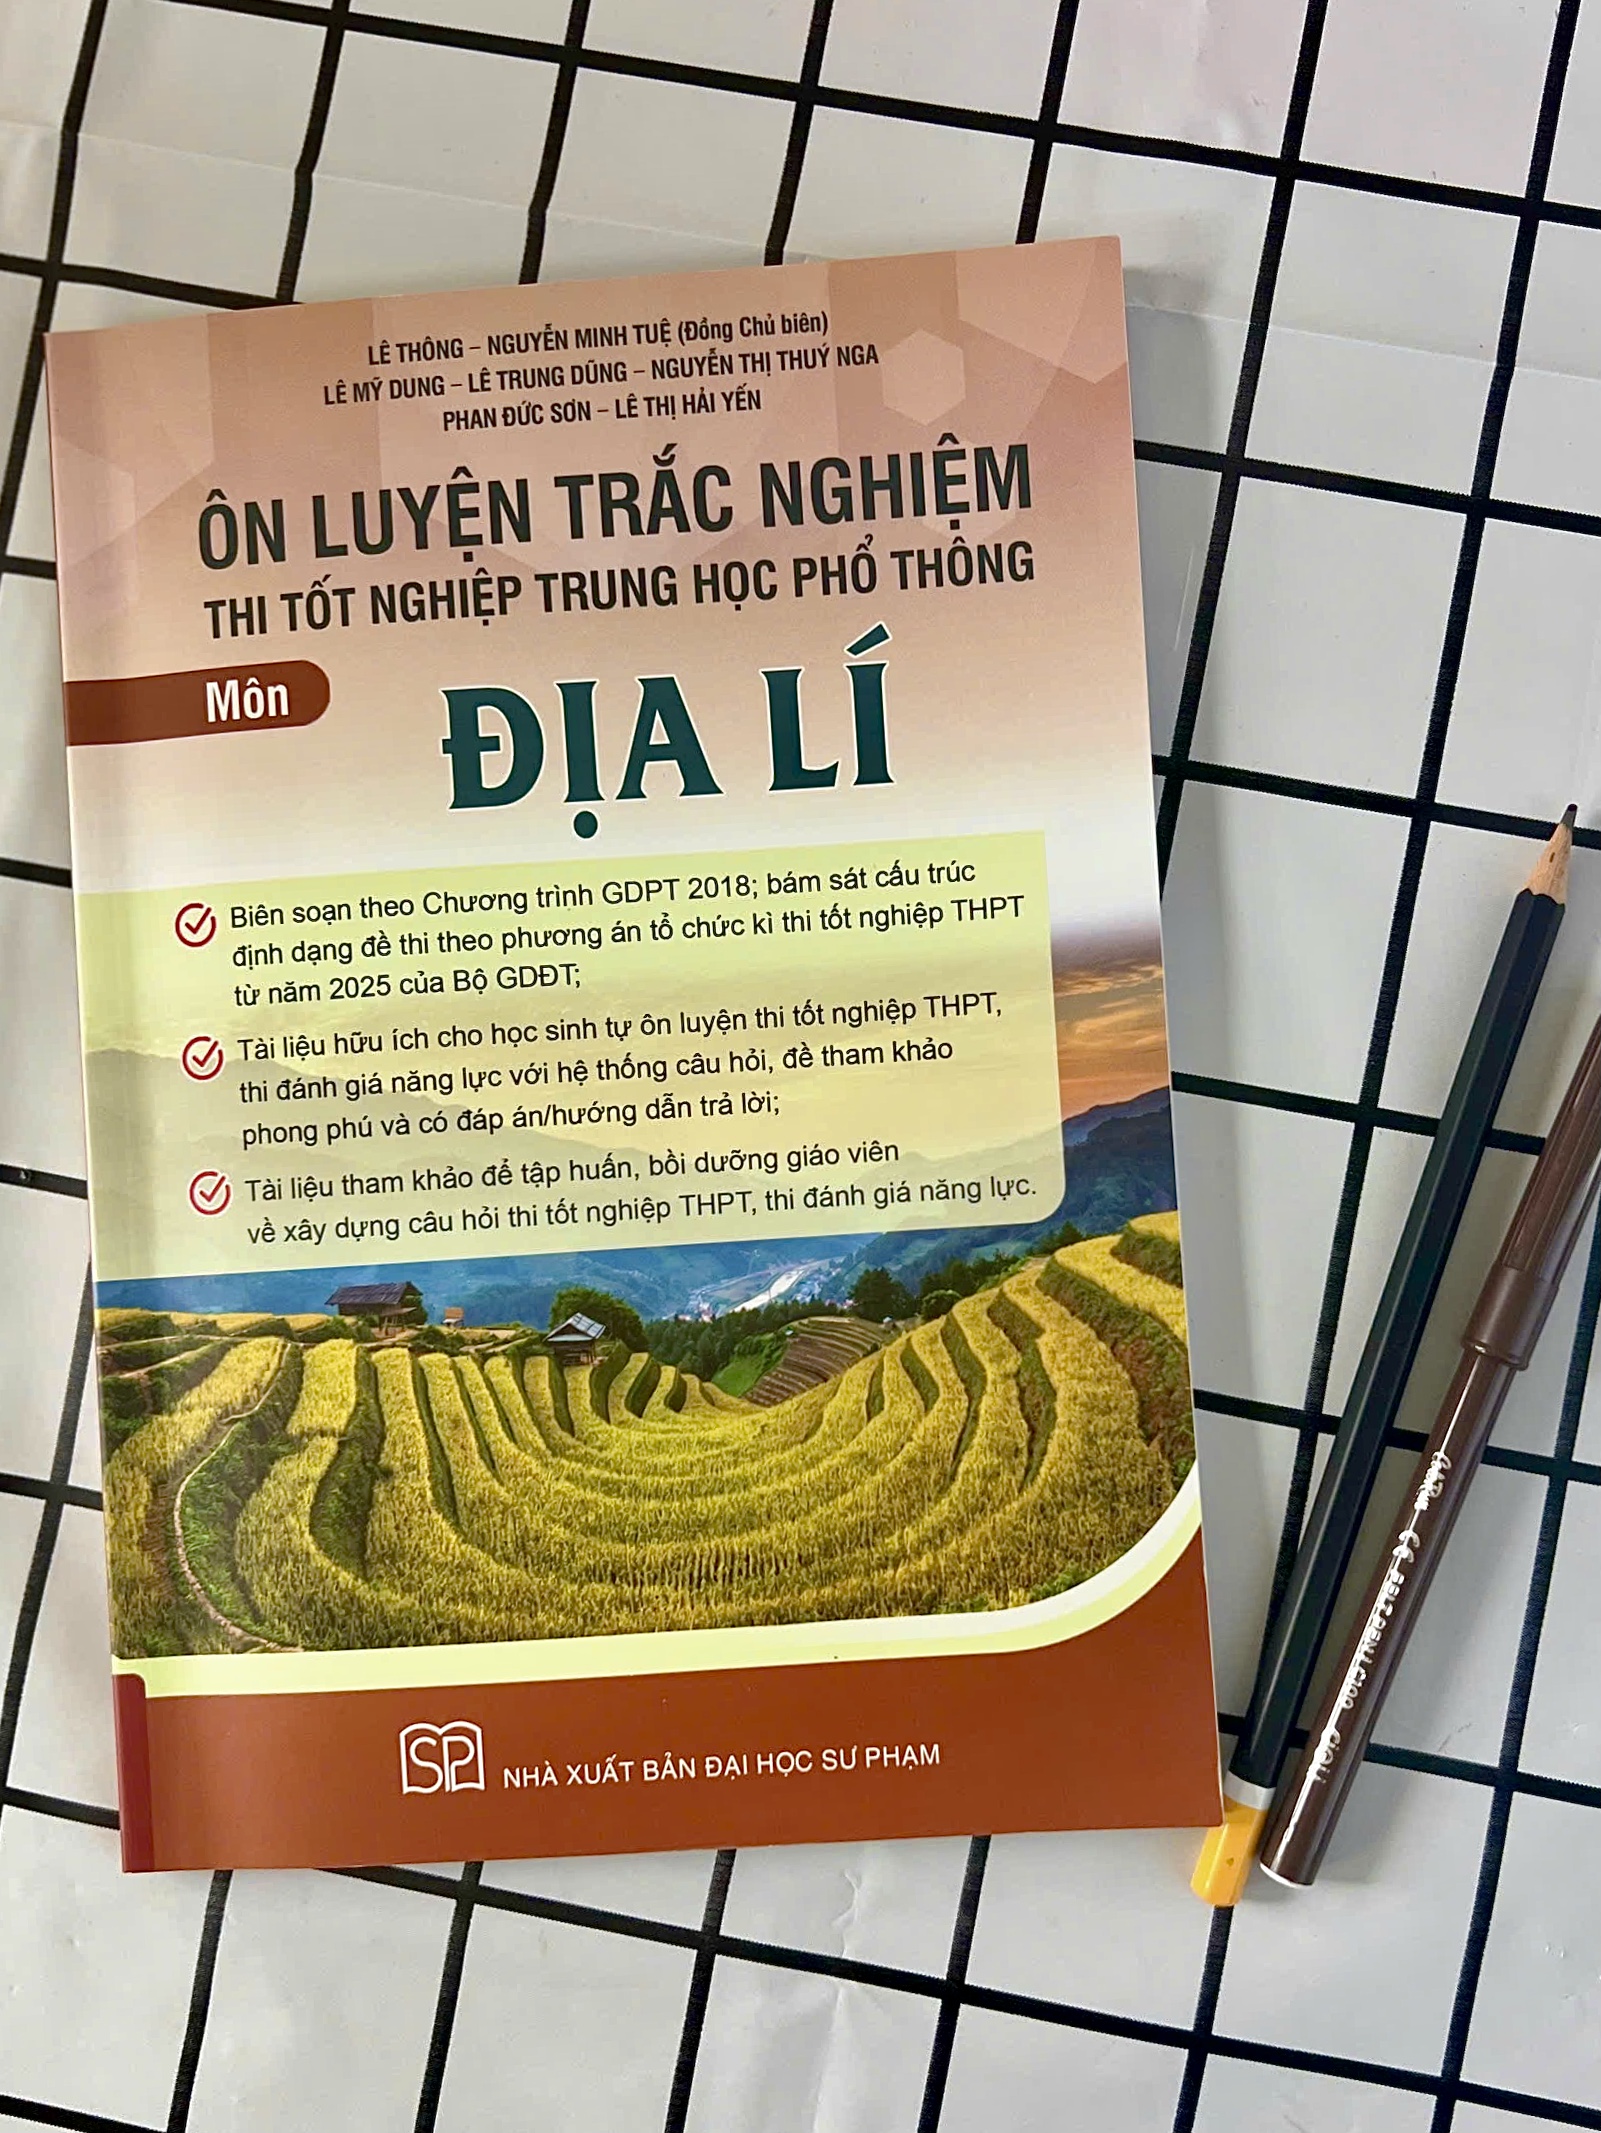 LÊ THÔNG – NGUYỄN MINH TUỆ (Đồng Chủ biên)
LÊ MỸ DUNG – LÊ TRUNG DŨNG – NGUYỄN THỊ THUÝ NGA
PHAN ĐỨC SƠN – LÊ THỊ HẢI YẾN
ÔN LUYỆN TRẮC NGHIỆM
THI TỐT NGHIỆP TRUNG HỌC PHỔ THÔNG
Môn
ĐỊA LÍ
Biên soạn theo Chương trình GDPT 2018; bám sát cấu trúc
định dạng đề thi theo phương án tổ chức kì thi tốt nghiệp THPT
từ năm 2025 của Bộ GDĐT;
Tài liệu hữu ích cho học sinh tự ôn luyện thi tốt nghiệp THPT,
thi đánh giá năng lực với hệ thống câu hỏi, đề tham khảo
phong phú và có đáp án/hướng dẫn trả lời;
Tài liệu tham khảo để tập huấn, bồi dưỡng giáo viên
về xây dựng câu hỏi thi tốt nghiệp THPT, thi đánh giá năng lực.
SP NHÀ XUẤT BẢN ĐẠI HỌC SƯ PHẠM
CE